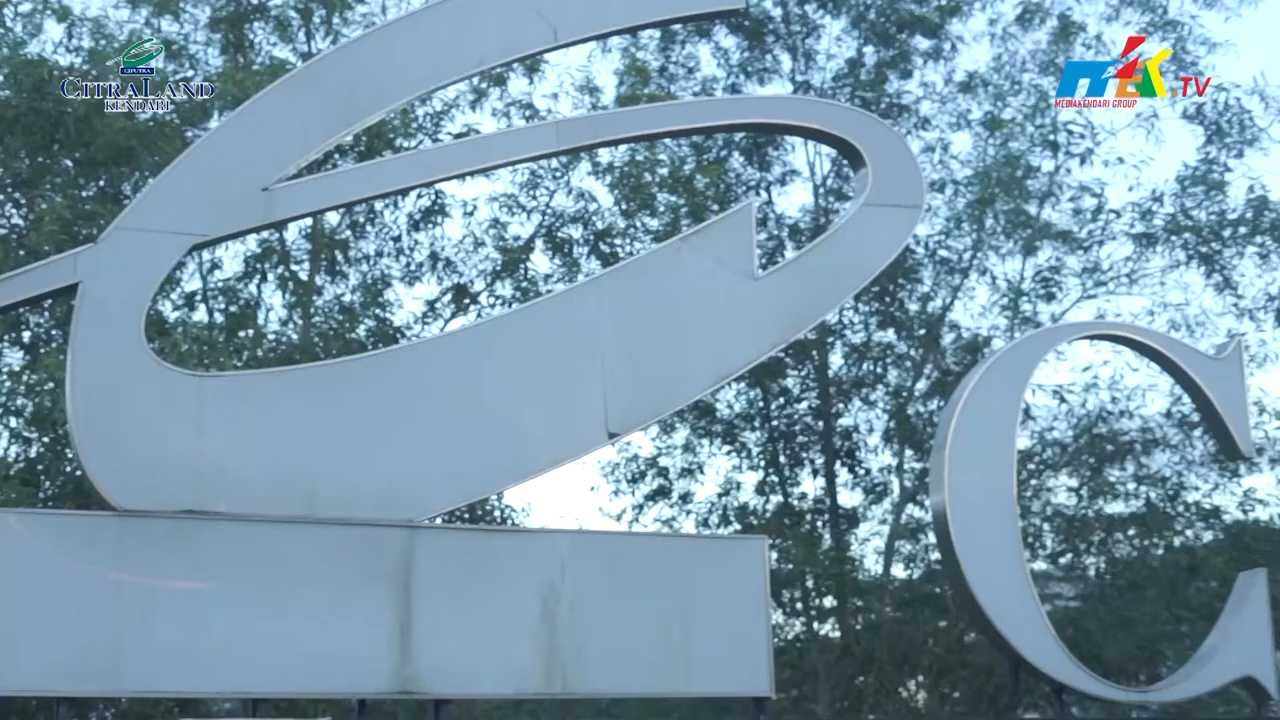 CIPUTRA
CITRALAND
KENDARI
.TV
MEDIAKENDARI GROUP
C